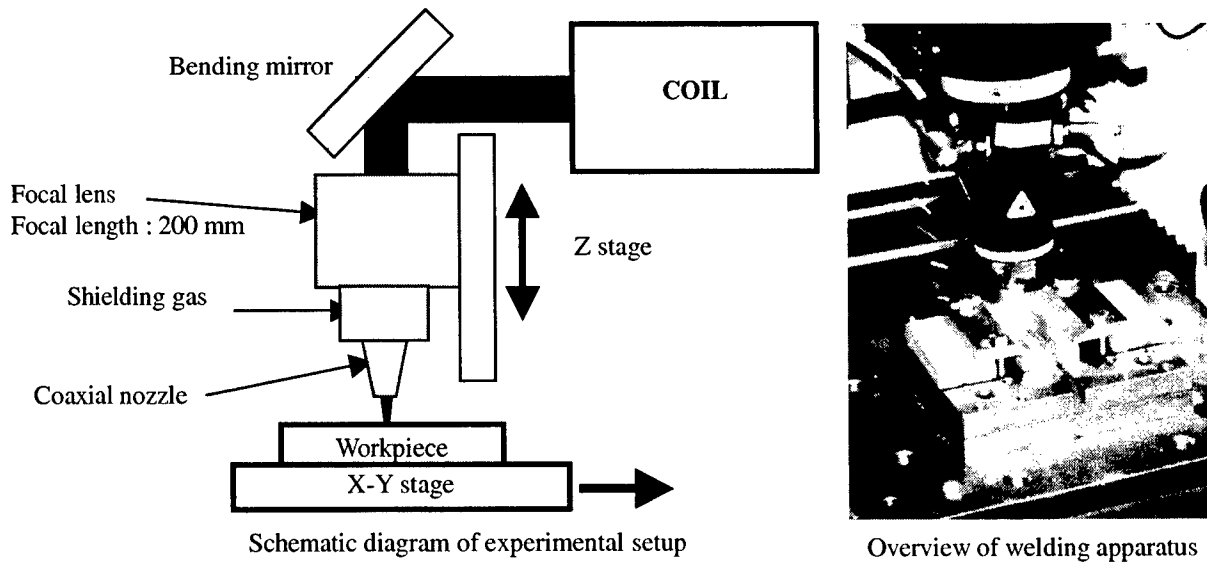 Bending mirror
COIL
Focal lens
Focal length : 200 mm
Z stage
Shielding gas
Coaxial nozzle
Workpiece
X-Y stage
Schematic diagram of experimental setup
Overview of welding apparatus